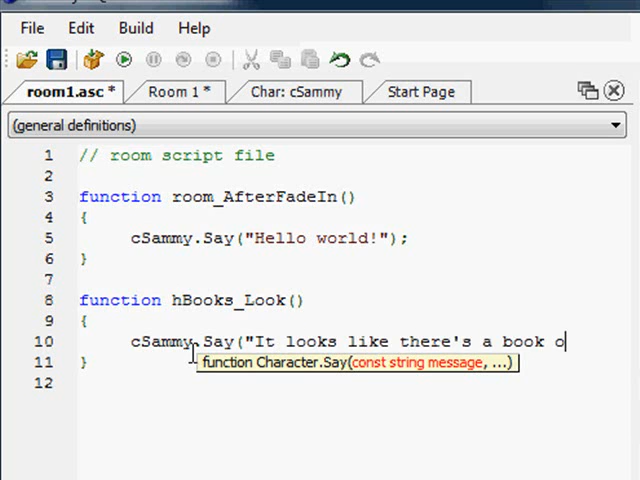 File Edit Build Help
room1.asc * Room 1 * Char: cSammy Start Page
(general definitions)
1 // room script file
2
3 function room_AfterFadeIn()
4 {
5 cSammy.Say("Hello world!");
6 }
7
8 function hBooks_Look()
9 {
10 cSammy.Say("It looks like there's a book o
function Character.Say(const string message, ...)
11 }
12